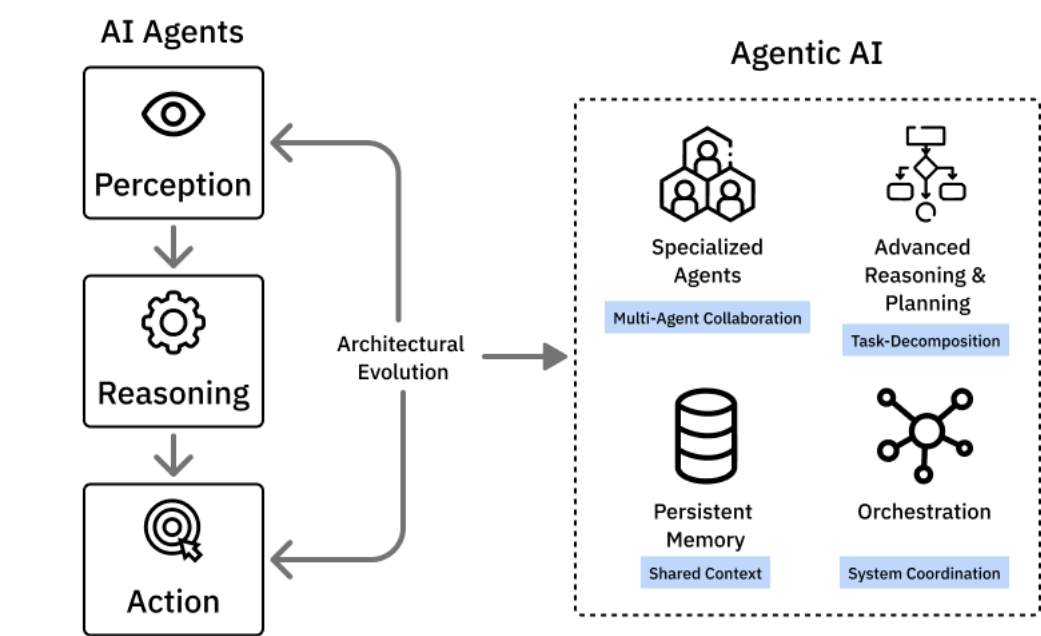 AI Agents
Perception
Reasoning
Action
Architectural
Evolution
Agentic AI
Specialized
Agents
Multi-Agent Collaboration
Advanced
Reasoning &
Planning
Task-Decomposition
Persistent
Memory
Shared Context
Orchestration
System Coordination